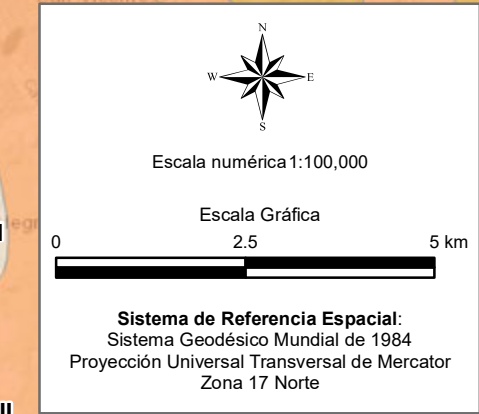 N
W E
S
Escala numérica 1:100,000
Escala Gráfica
0 2.5 5 km
Sistema de Referencia Espacial:
Sistema Geodésico Mundial de 1984
Proyección Universal Transversal de Mercator
Zona 17 Norte